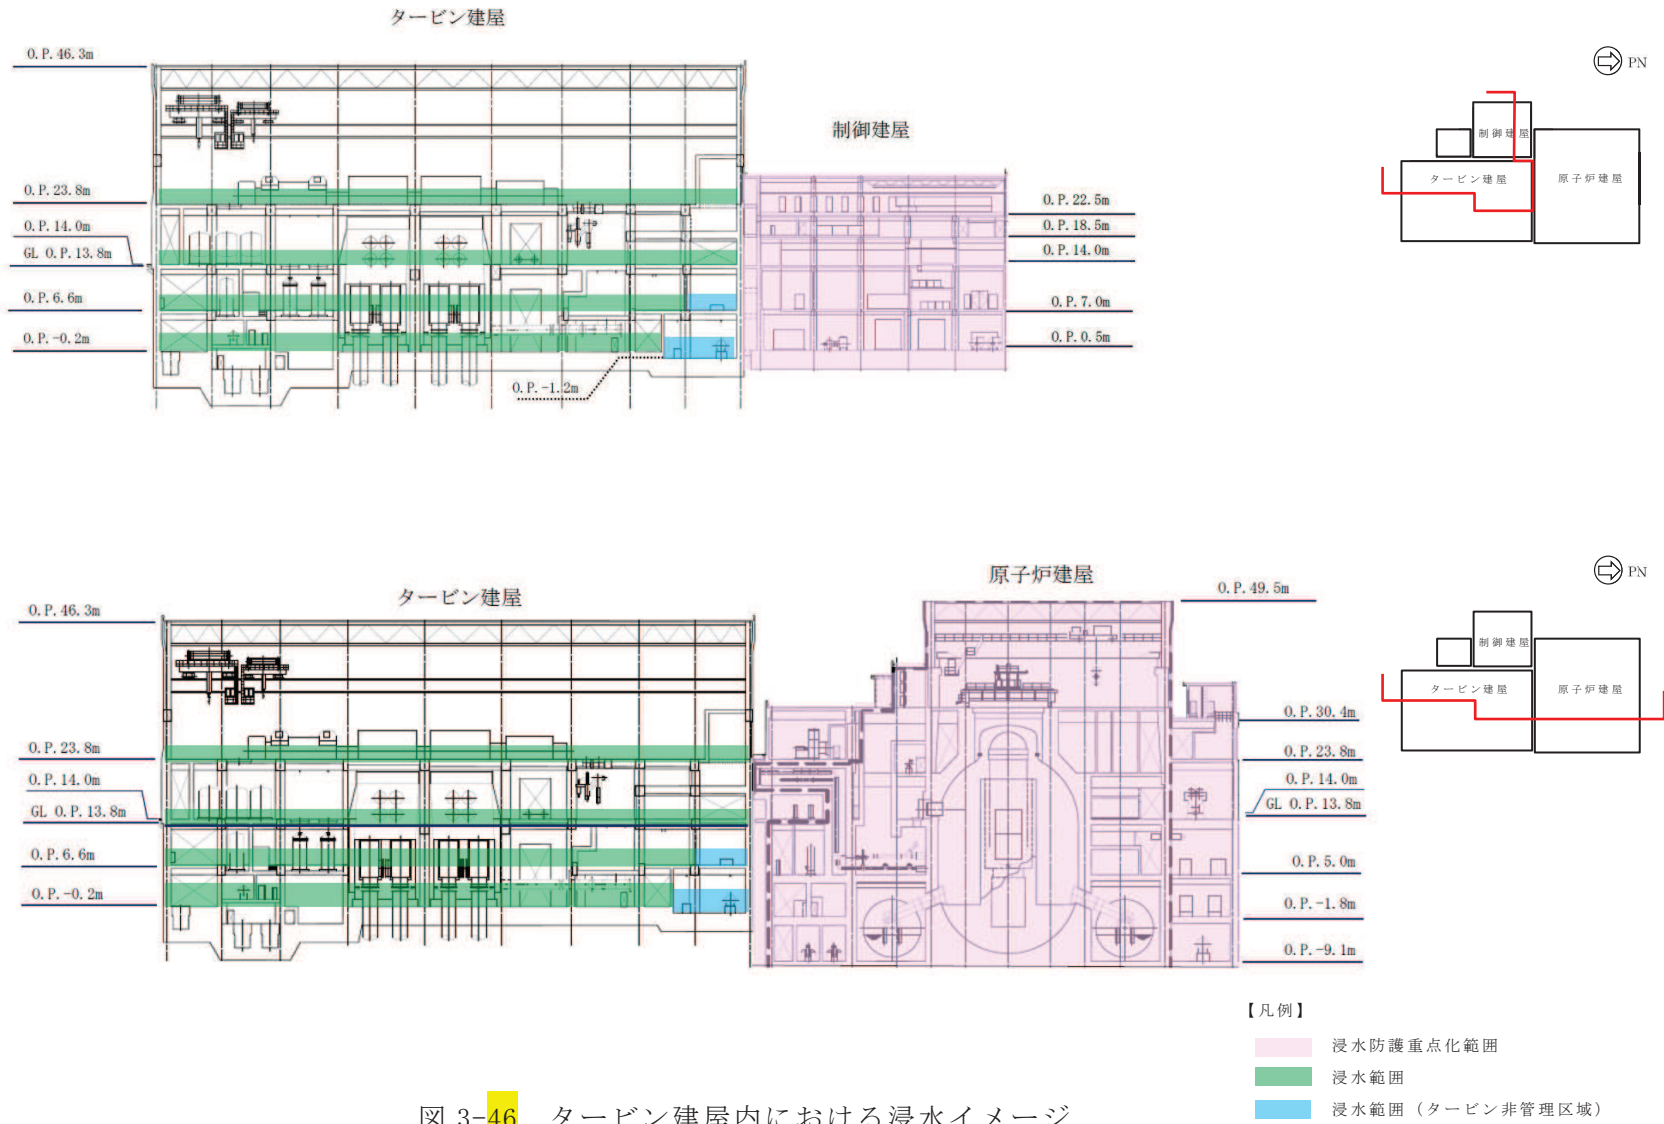 タービン建屋
O.P.46.3m
PN
制御建屋
制御建屋
タービン建屋
原子炉建屋
O.P.23.8m
O.P.22.5m
O.P.14.0m
O.P.18.5m
GL O.P.13.8m
O.P.14.0m
O.P.6.6m
O.P.7.0m
O.P.-0.2m
O.P.0.5m
O.P.-1.2m
原子炉建屋
PN
O.P.49.5m
タービン建屋
O.P.46.3m
制御建屋
タービン建屋
原子炉建屋
O.P.30.4m
O.P.23.8m
O.P.23.8m
O.P.14.0m
O.P.14.0m
GL O.P.13.8m
GL O.P.13.8m
O.P.6.6m
O.P.5.0m
O.P.-0.2m
O.P.-1.8m
O.P.-9.1m
【凡例】
浸水防護重点化範囲
浸水範囲
浸水範囲（タービン非管理区域）
図 3-46 タービン建屋内における浸水イメージ